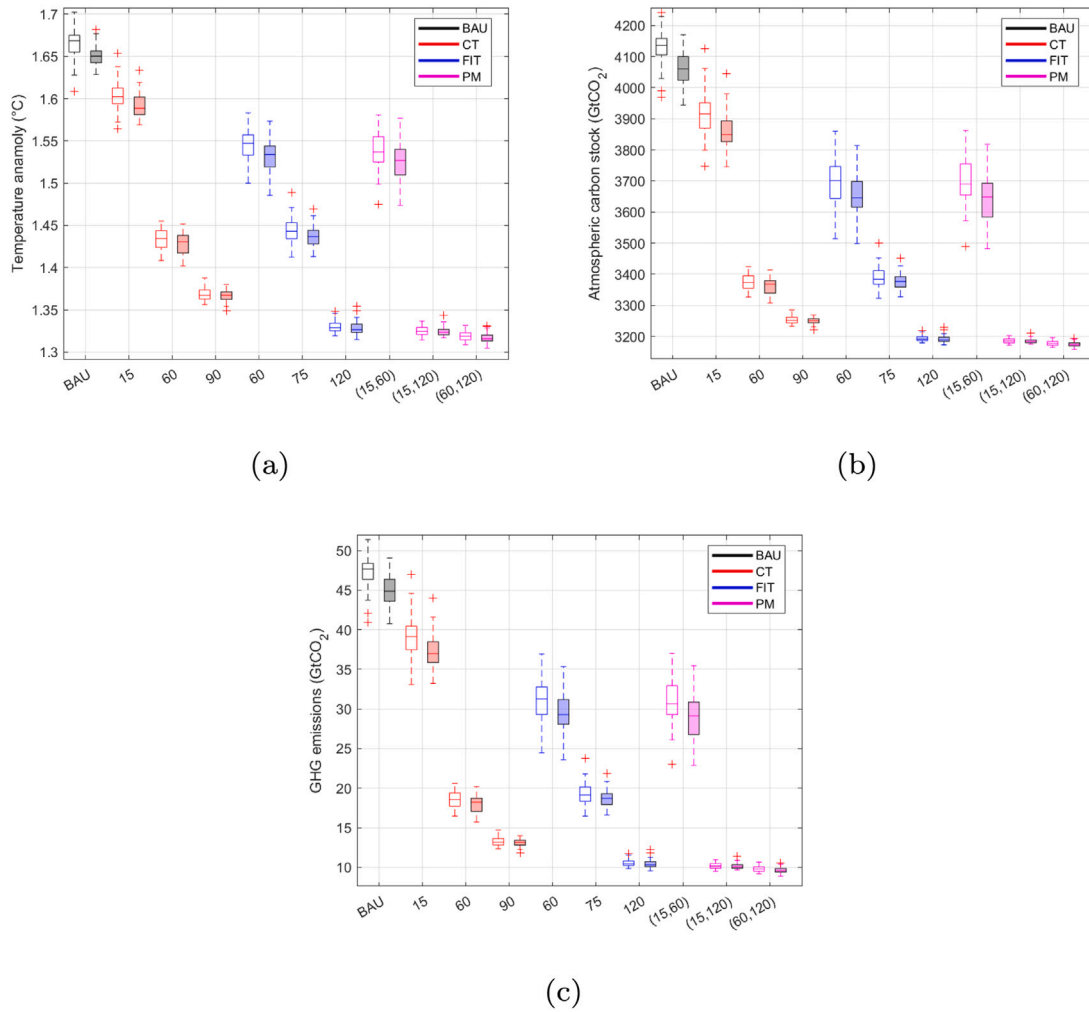 1.7
1.65
1.6
1.55
1.5
1.45
1.4
1.35
1.3
Temperature anamoly (°C)
BAU
CT
FIT
PM
BAU
15
60
90
60
75
120
(15,60)
(15,120)
(60,120)
(a)
4200
4100
4000
3900
3800
3700
3600
3500
3400
3300
3200
Atmospheric carbon stock (GtCO2)
BAU
CT
FIT
PM
BAU
15
60
90
60
75
120
(15,60)
(15,120)
(60,120)
(b)
50
45
40
35
30
25
20
15
10
GHG emissions (GtCO2)
BAU
CT
FIT
PM
BAU
15
60
90
60
75
120
(15,60)
(15,120)
(60,120)
(c)